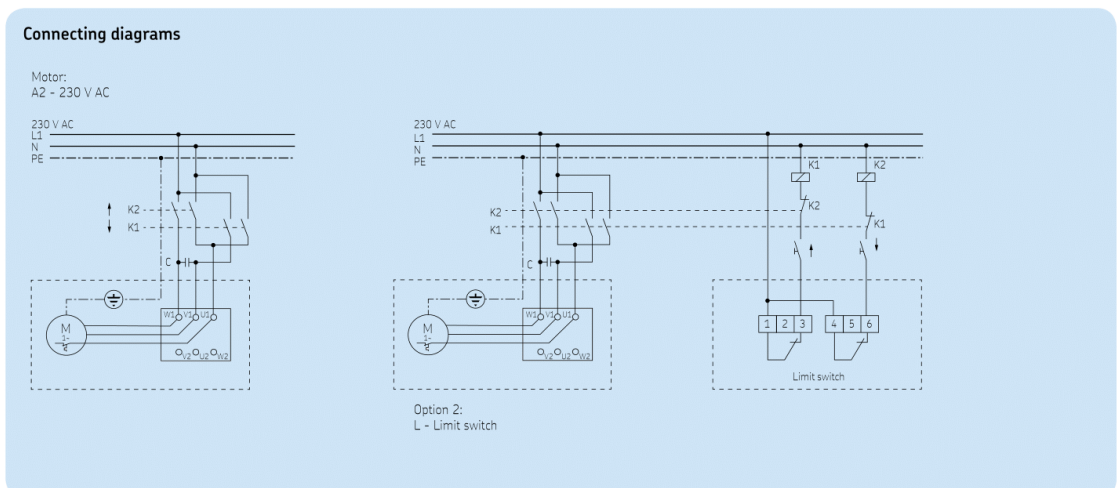 Connecting diagrams
Motor:
A2 - 230 V AC
230 V AC
L1
N
PE
K2
K1
C
M
1~
W1 V1 U1
V2 U2 W2
230 V AC
L1
N
PE
K2
K1
C
M
1~
W1 V1 U1
V2 U2 W2
K1
K2
K2
K1
1 2 3
4 5 6
Limit switch
Option 2:
L - Limit switch